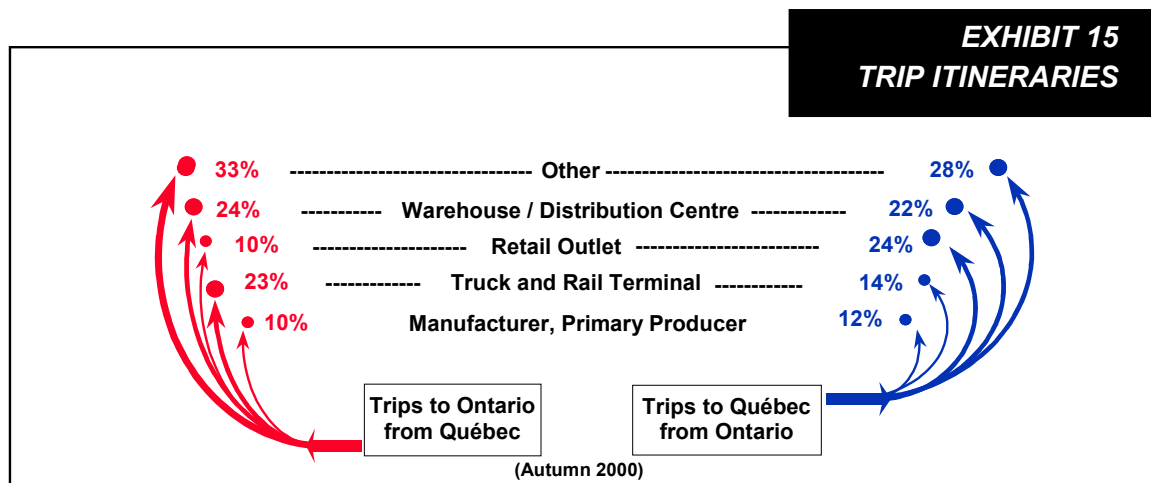 EXHIBIT 15
TRIP ITINERARIES
33% -------------------------------- Other ------------------------------------- 28%
24% ----------- Warehouse / Distribution Centre ------------ 22%
10% -------------------- Retail Outlet ------------------------ 24%
23% ------------ Truck and Rail Terminal ------------ 14%
10% Manufacturer, Primary Producer 12%
Trips to Ontario
from Québec
Trips to Québec
from Ontario
(Autumn 2000)